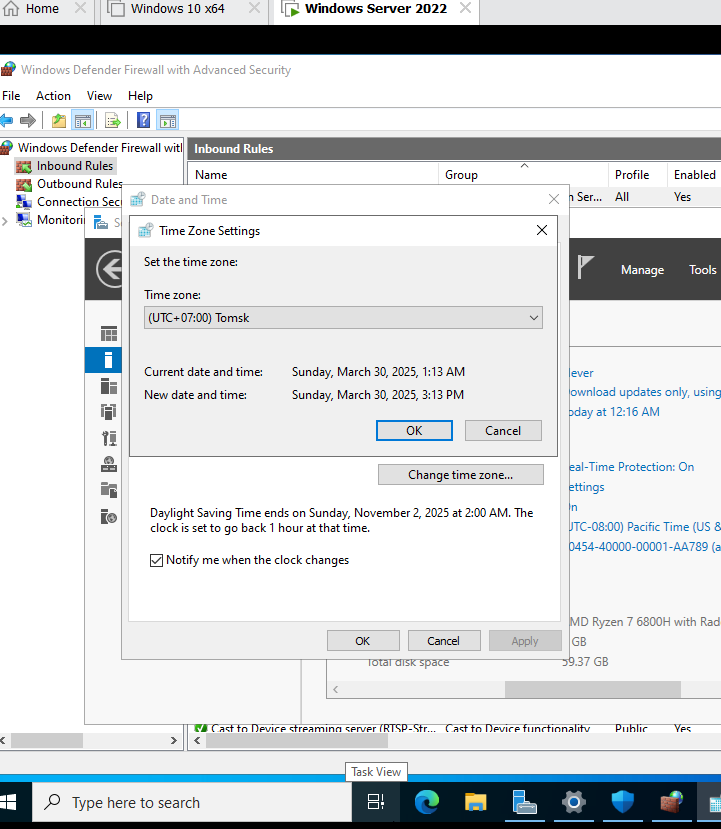 Home
Windows 10 x64
Windows Server 2022
Windows Defender Firewall with Advanced Security
File Action View Help
Windows Defender Firewall witl
Inbound Rules
Outbound Rules
Connection Secu
Monitorin
Inbound Rules
Name Group Profile Enabled
n Ser... All Yes
Date and Time
Time Zone Settings
Set the time zone:
Time zone:
(UTC+07:00) Tomsk
Current date and time: Sunday, March 30, 2025, 1:13 AM
New date and time: Sunday, March 30, 2025, 3:13 PM
OK Cancel
Change time zone...
Daylight Saving Time ends on Sunday, November 2, 2025 at 2:00 AM. The
clock is set to go back 1 hour at that time.
Notify me when the clock changes
OK Cancel Apply
Manage Tools
lever
ownload updates only, using
oday at 12:16 AM
eal-Time Protection: On
ettings
n
UTC-08:00) Pacific Time (US &
0454-40000-00001-AA789 (a
MD Ryzen 7 6800H with Rad
GB
Total disk space 59.37 GB
Cast to Device streaming server (RTSP-Str... Cast to Device functionality Public Yes
Task View
Type here to search